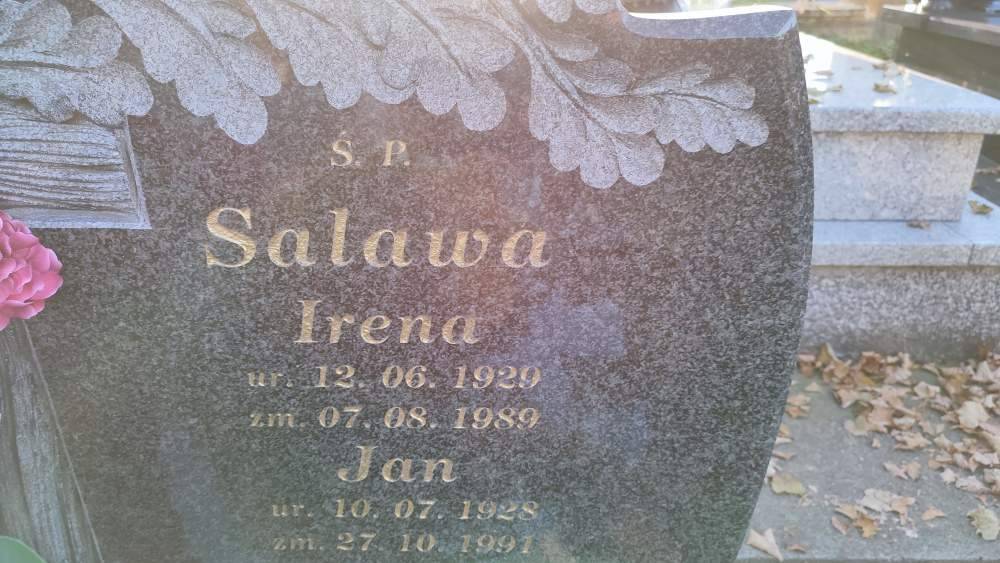 Ś. P.
Salawa
Irena
ur. 12. 06. 1929
zm. 07. 08. 1989
Jan
ur. 10. 07. 1928
zm. 27. 10. 1991